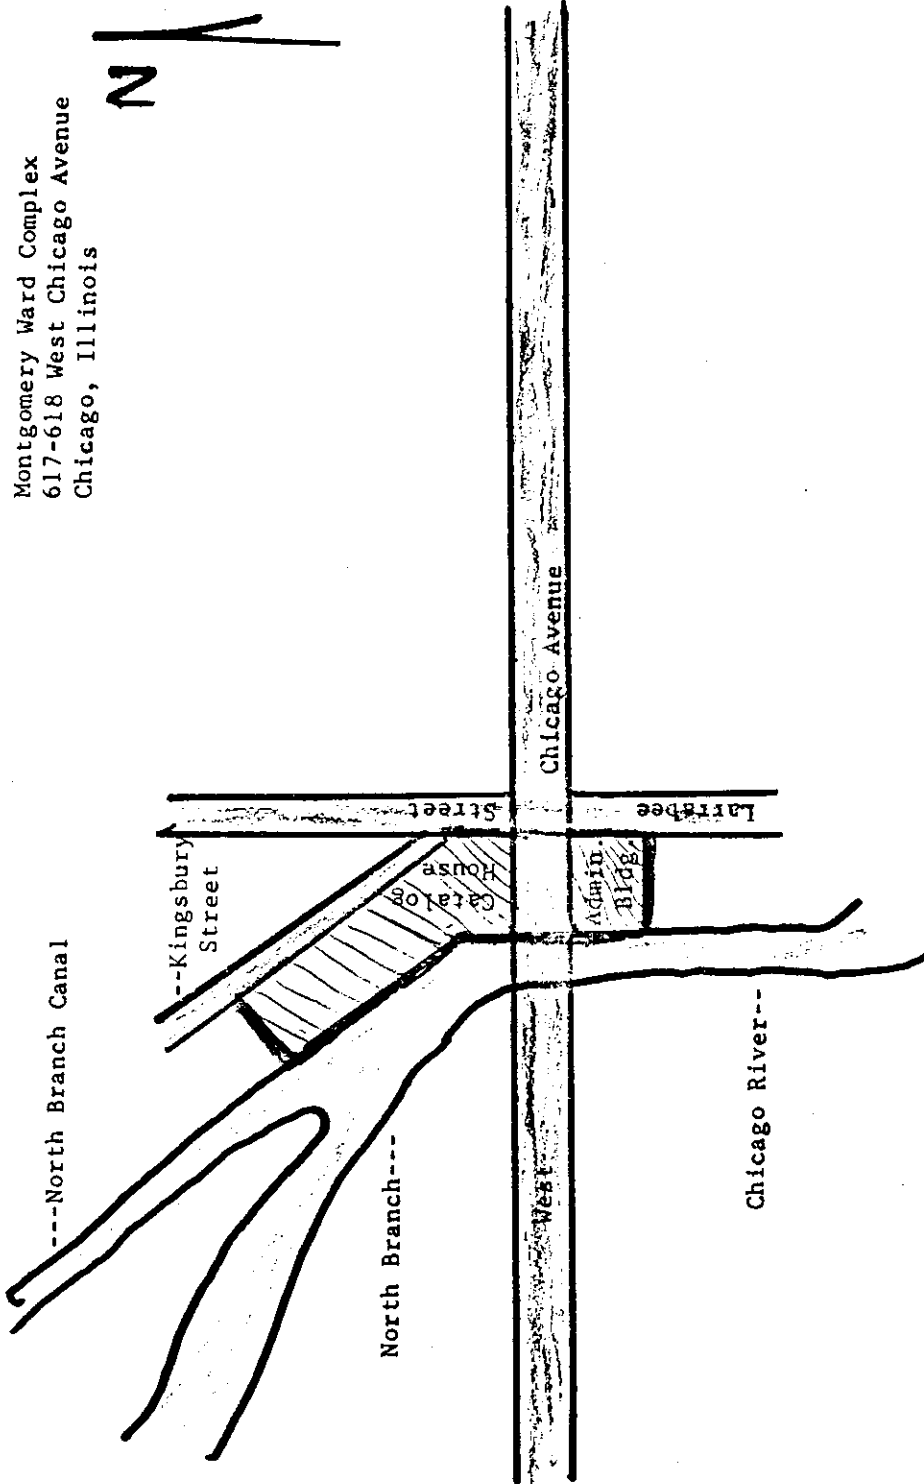 Montgomery Ward Complex
617-618 West Chicago Avenue
Chicago, Illinois
N
---North Branch Canal
--Kingsbury
Street
Catalog
House
Larrabee Street
Admin.
Bldg.
West Chicago Avenue
North Branch---
Chicago River--